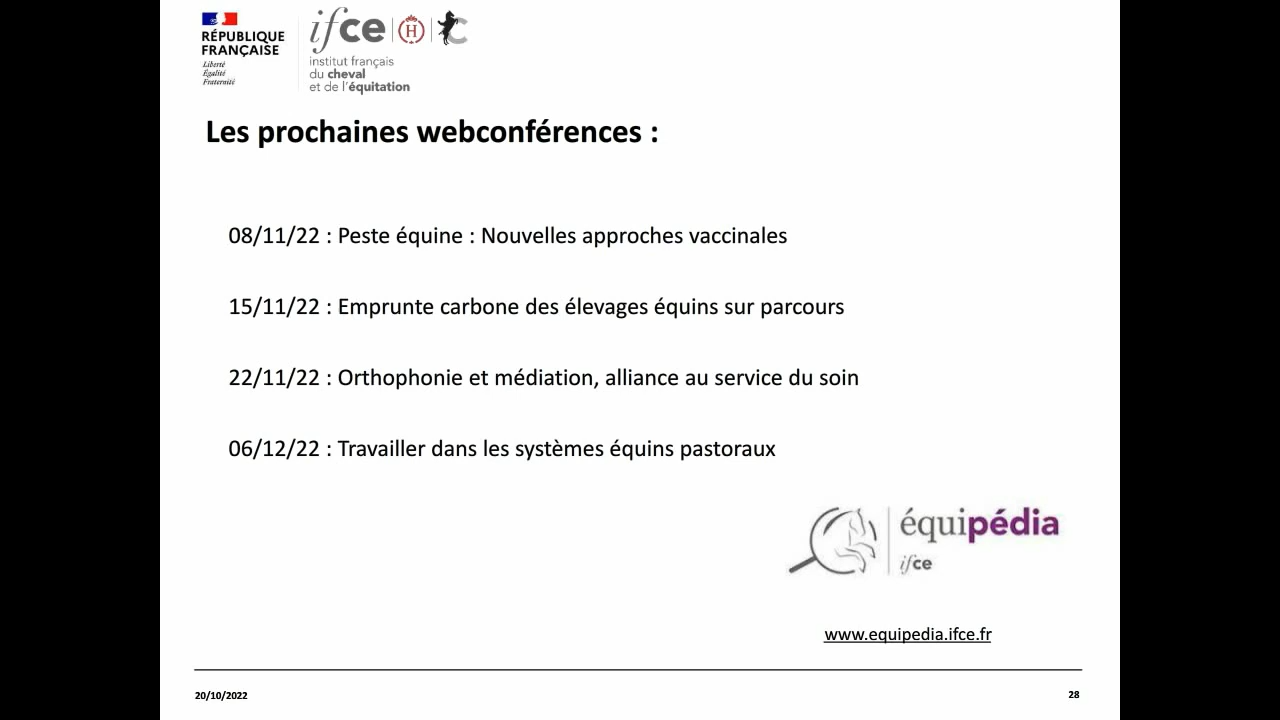 RÉPUBLIQUE
FRANÇAISE
Liberté
Égalité
Fraternité
ifce
H
institut français
du cheval
et de l'équitation
Les prochaines webconférences :
08/11/22 : Peste équine : Nouvelles approches vaccinales
15/11/22 : Emprunte carbone des élevages équins sur parcours
22/11/22 : Orthophonie et médiation, alliance au service du soin
06/12/22 : Travailler dans les systèmes équins pastoraux
équipédia
ifce
www.equipedia.ifce.fr
20/10/2022
28